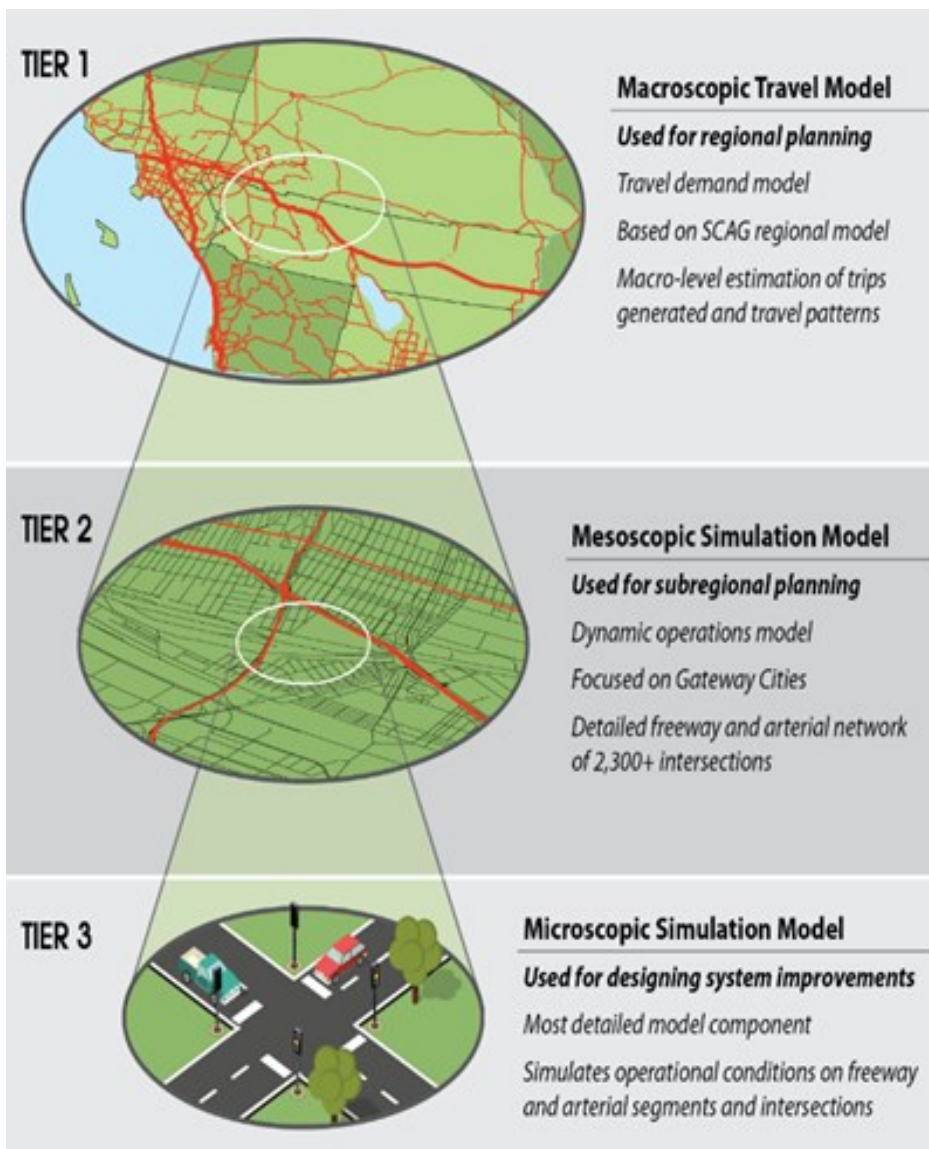 TIER 1
Macroscopic Travel Model
Used for regional planning
Travel demand model
Based on SCAG regional model
Macro-level estimation of trips
generated and travel patterns
TIER 2
Mesoscopic Simulation Model
Used for subregional planning
Dynamic operations model
Focused on Gateway Cities
Detailed freeway and arterial network
of 2,300+ intersections
TIER 3
Microscopic Simulation Model
Used for designing system improvements
Most detailed model component
Simulates operational conditions on freeway
and arterial segments and intersections